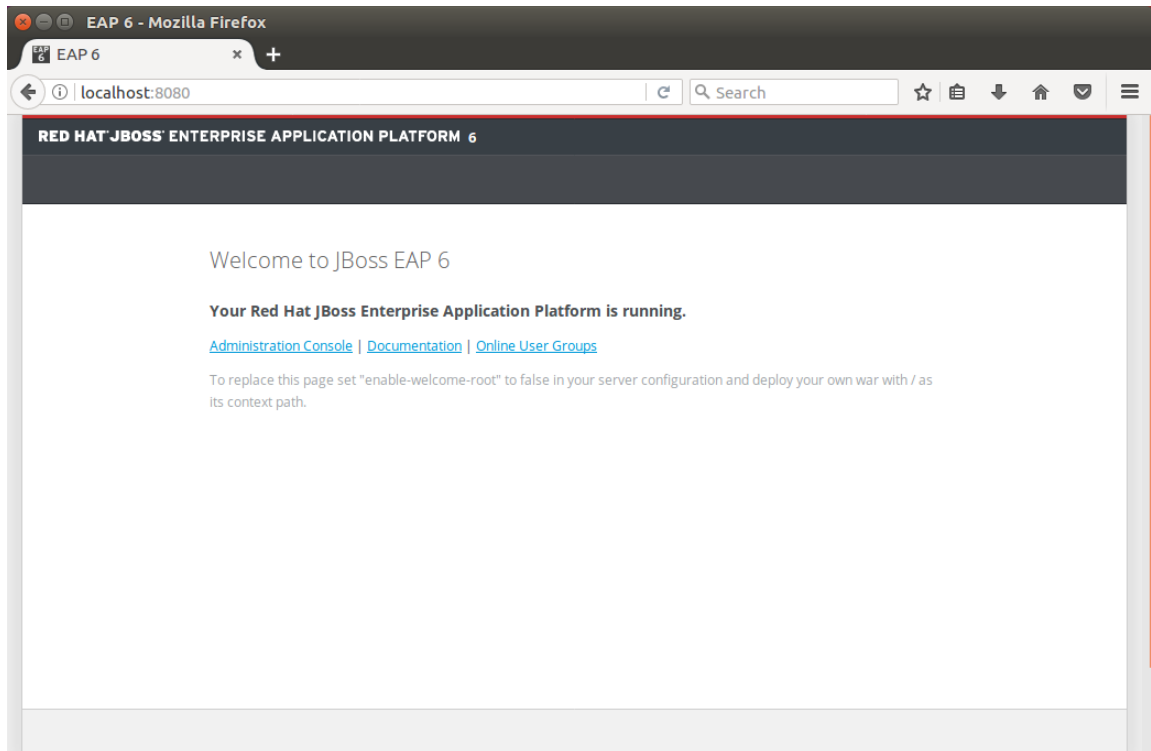 EAP 6 - Mozilla Firefox
EAP 6
localhost:8080
Search
RED HAT® JBOSS® ENTERPRISE APPLICATION PLATFORM 6
Welcome to JBoss EAP 6
Your Red Hat JBoss Enterprise Application Platform is running.
Administration Console | Documentation | Online User Groups
To replace this page set "enable-welcome-root" to false in your server configuration and deploy your own war with / as
its context path.